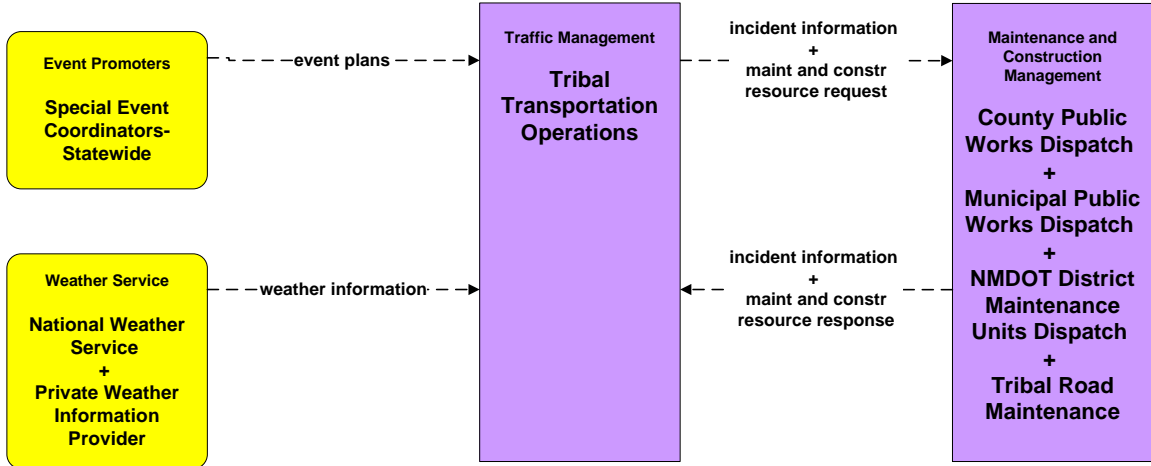 Event Promoters
Special Event
Coordinators-
Statewide
event plans
Traffic Management
Tribal
Transportation
Operations
incident information
+
maint and constr
resource request
Maintenance and
Construction
Management
County Public
Works Dispatch
+
Municipal Public
Works Dispatch
+
NMDOT District
Maintenance
Units Dispatch
+
Tribal Road
Maintenance
Weather Service
National Weather
Service
+
Private Weather
Information
Provider
weather information
incident information
+
maint and constr
resource response